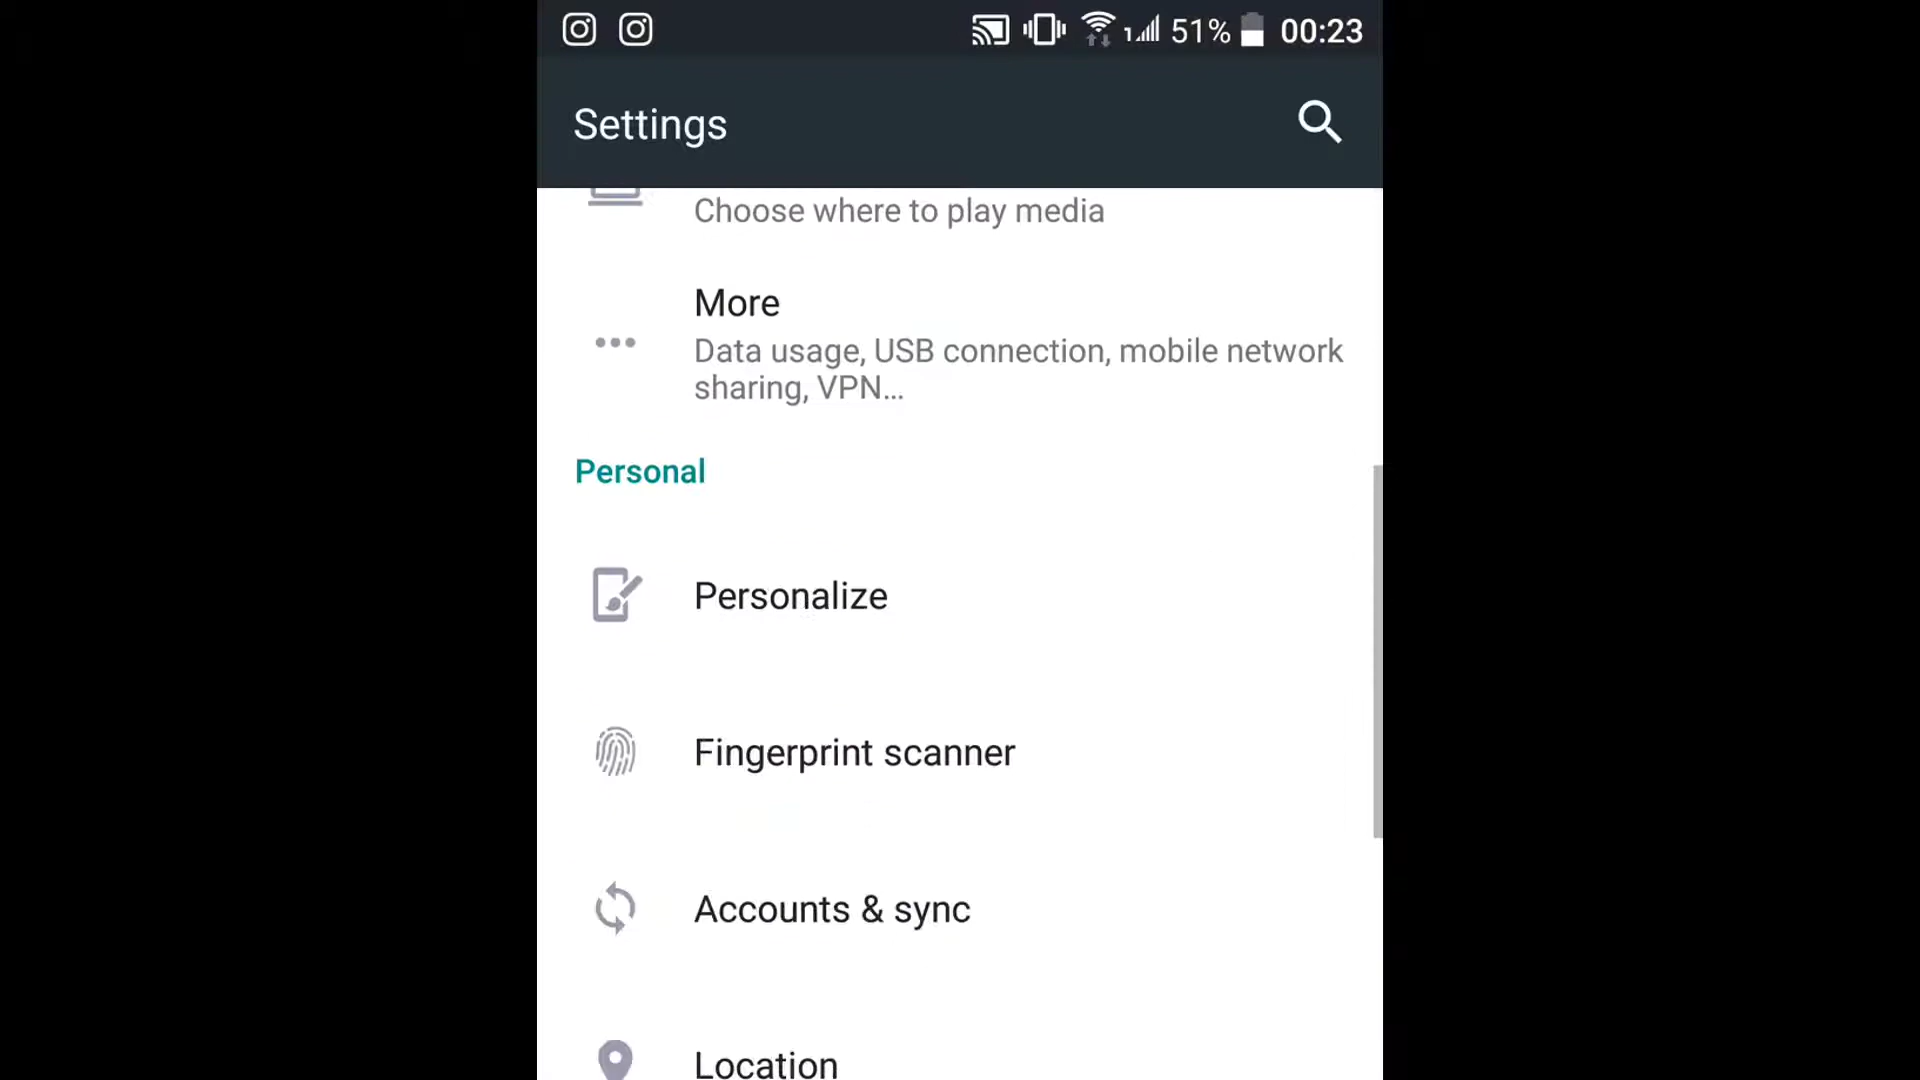 51% 00:23
Settings
Choose where to play media
More
Data usage, USB connection, mobile network
sharing, VPN...
Personal
Personalize
Fingerprint scanner
Accounts & sync
Location